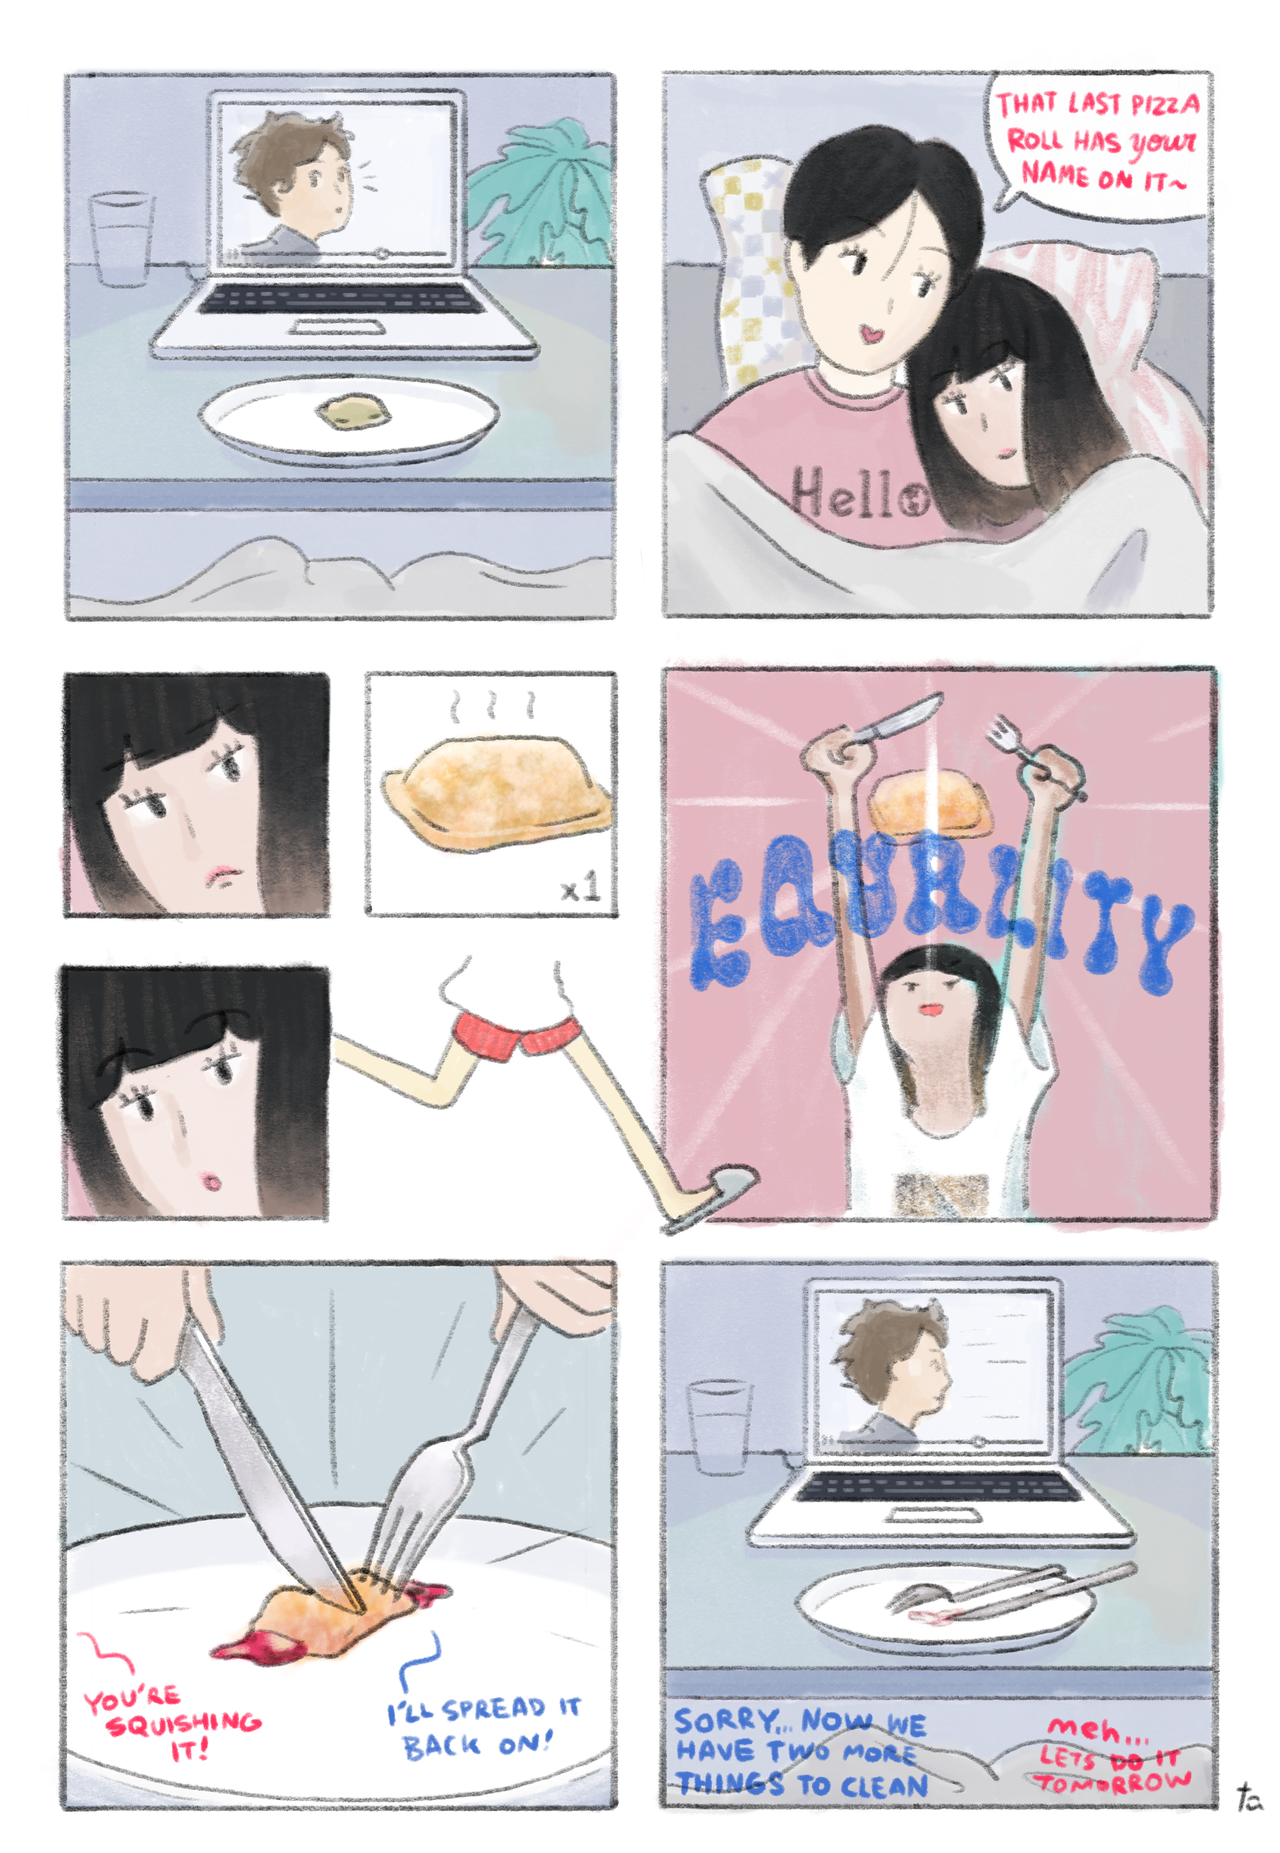 THAT LAST PIZZA
ROLL HAS your
NAME ON IT~
Hello
x1
EQUALITY
YOU'RE
SQUISHING
IT!
I'LL SPREAD IT
BACK ON!
SORRY... NOW WE
HAVE TWO MORE
THINGS TO CLEAN
meh...
LETS DO IT
TOMORROW
ta